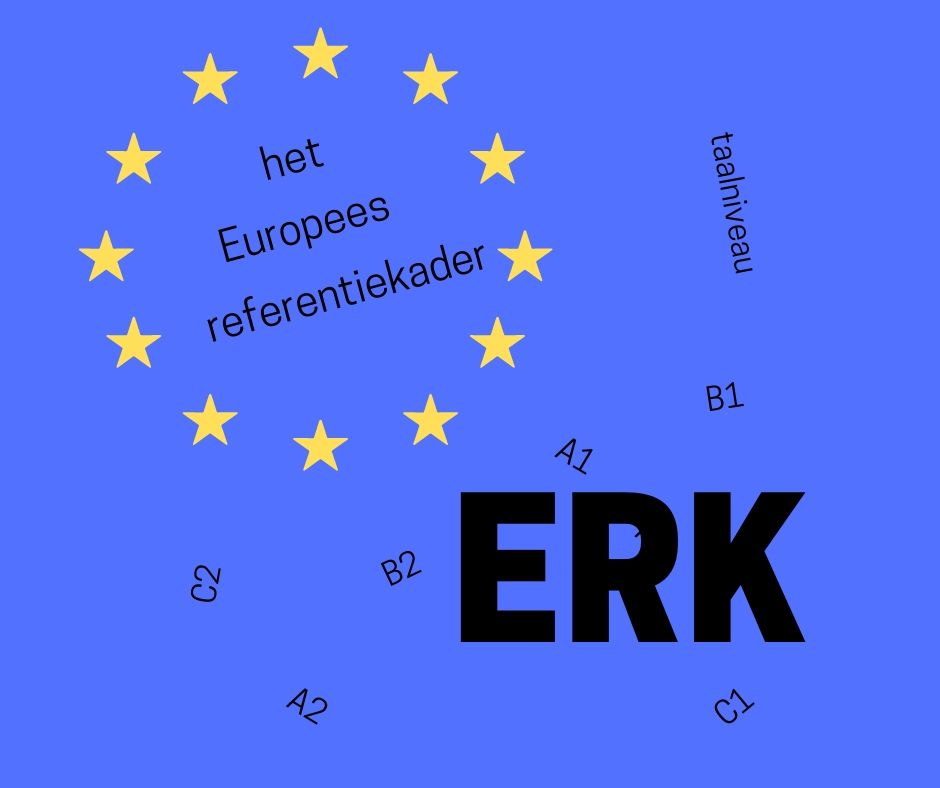 het
Europees
referentiekader
taalniveau
B1
A1
ERK
B2
C2
A2
C1